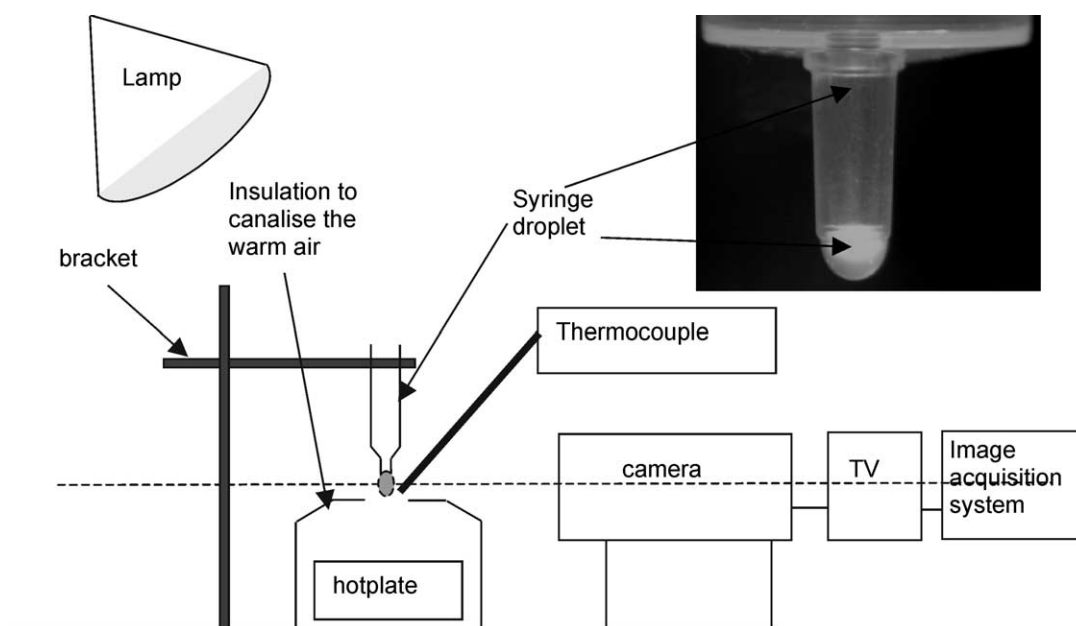 Lamp
Insulation to
canalise the
warm air
bracket
Syringe
droplet
Thermocouple
camera
TV
Image
acquisition
system
hotplate